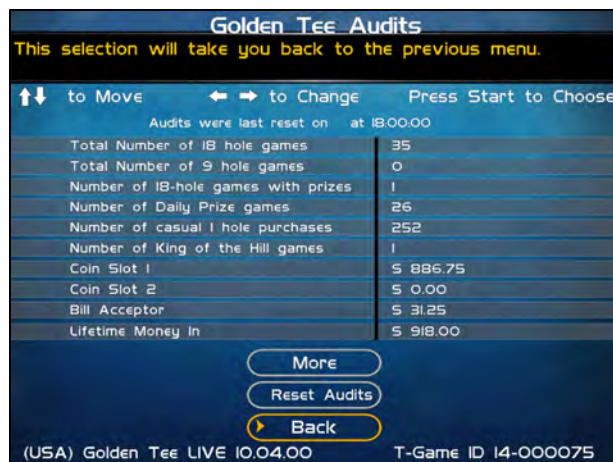 Golden Tee Audits
This selection will take you back to the previous menu.
to Move to Change Press Start to Choose
Audits were last reset on at 18:00:00
Total Number of 18 hole games 35
Total Number of 9 hole games 0
Number of 18-hole games with prizes 1
Number of Daily Prize games 26
Number of casual 1 hole purchases 252
Number of King of the Hill games 1
Coin Slot 1 $ 886.75
Coin Slot 2 $ 0.00
Bill Acceptor $ 31.25
Lifetime Money In $ 918.00
More
Reset Audits
Back
(USA) Golden Tee LIVE 10.04.00 T-Game ID 14-000075